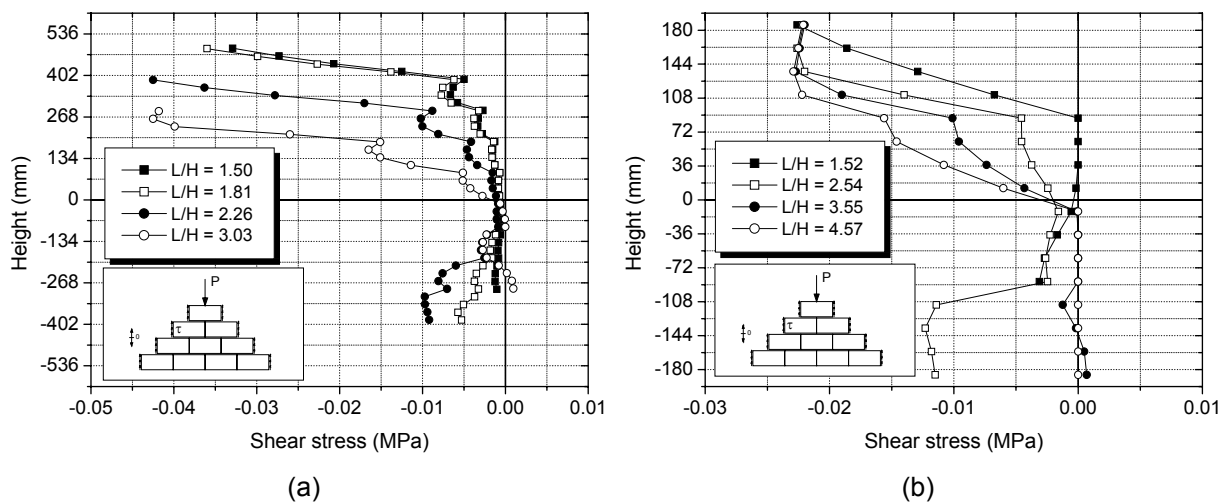 -0.05 -0.04 -0.03 -0.02 -0.01 0.00 0.01
536
402
268
134
0
-134
-268
-402
-536
Height (mm)
Shear stress (MPa)
L/H = 1.50
L/H = 1.81
L/H = 2.26
L/H = 3.03
P
τ
0
(a)
-0.03 -0.02 -0.01 0.00 0.01
180
144
108
72
36
0
-36
-72
-108
-144
-180
Height (mm)
Shear stress (MPa)
L/H = 1.52
L/H = 2.54
L/H = 3.55
L/H = 4.57
P
τ
0
(b)